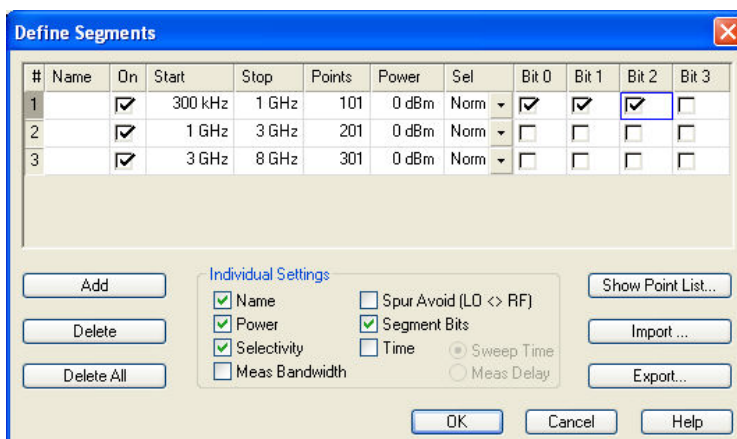 Define Segments
# Name On Start Stop Points Power Sel Bit 0 Bit 1 Bit 2 Bit 3
1 300 kHz 1 GHz 101 0 dBm Norm
2 1 GHz 3 GHz 201 0 dBm Norm
3 3 GHz 8 GHz 301 0 dBm Norm
Add
Delete
Delete All
Individual Settings
Name
Power
Selectivity
Meas Bandwidth
Spur Avoid (LO <> RF)
Segment Bits
Time
Sweep Time
Meas Delay
Show Point List...
Import ...
Export...
OK Cancel Help